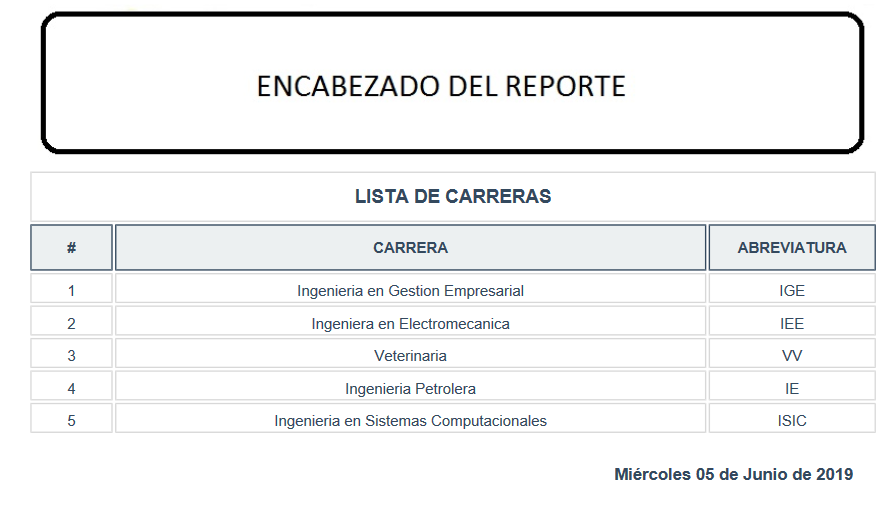 ENCABEZADO DEL REPORTE
LISTA DE CARRERAS
# CARRERA ABREVIATURA
1 Ingenieria en Gestion Empresarial IGE
2 Ingeniera en Electromecanica IEE
3 Veterinaria VV
4 Ingenieria Petrolera IE
5 Ingenieria en Sistemas Computacionales ISIC
Miércoles 05 de Junio de 2019